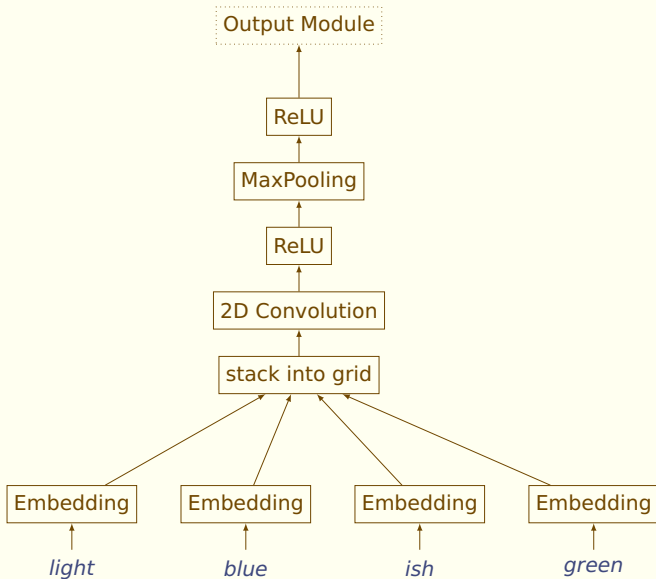 Output Module
ReLU
MaxPooling
ReLU
2D Convolution
stack into grid
Embedding Embedding Embedding Embedding
light blue ish green